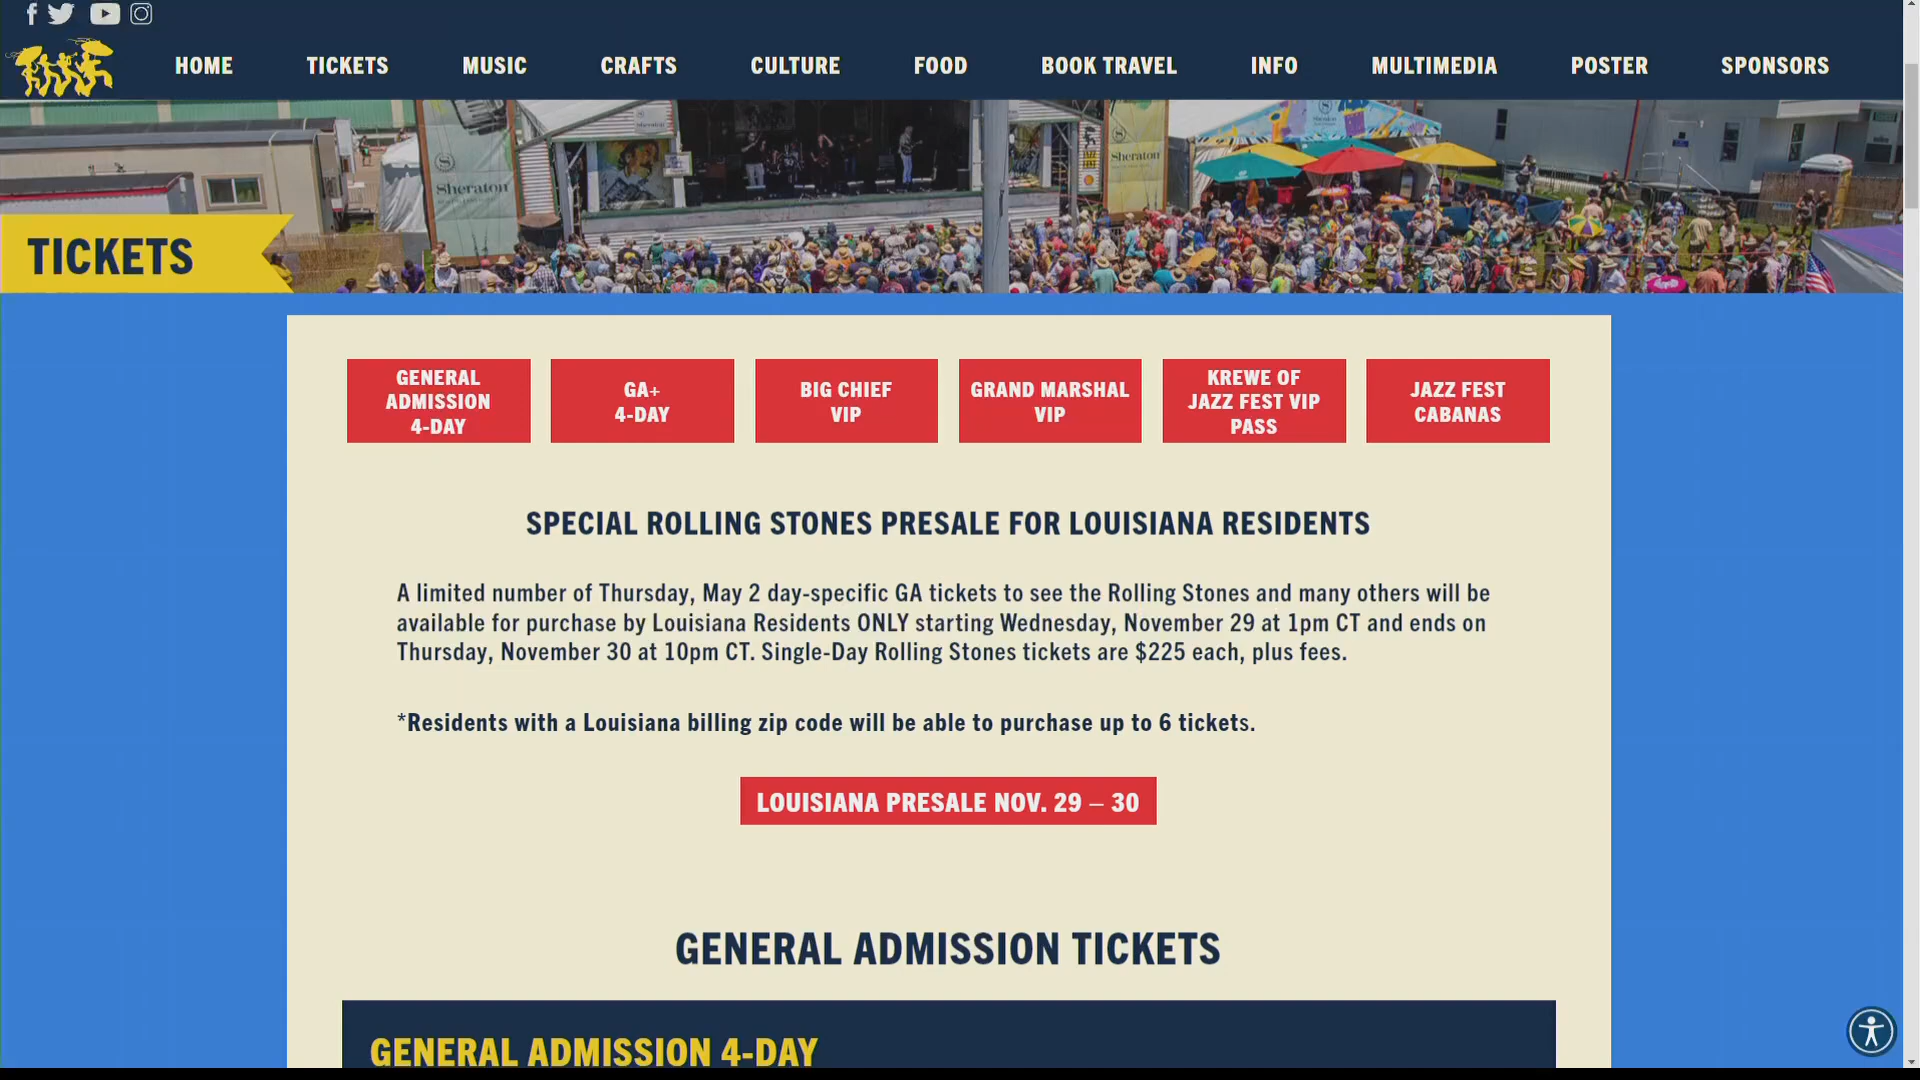 HOME TICKETS MUSIC CRAFTS CULTURE FOOD BOOK TRAVEL INFO MULTIMEDIA POSTER SPONSORS
Sheraton
Sheraton
TICKETS
GENERAL
ADMISSION
4-DAY
GA+
4-DAY
BIG CHIEF
VIP
GRAND MARSHAL
VIP
KREWE OF
JAZZ FEST VIP
PASS
JAZZ FEST
CABANAS
SPECIAL ROLLING STONES PRESALE FOR LOUISIANA RESIDENTS
A limited number of Thursday, May 2 day-specific GA tickets to see the Rolling Stones and many others will be
available for purchase by Louisiana Residents ONLY starting Wednesday, November 29 at 1pm CT and ends on
Thursday, November 30 at 10pm CT. Single-Day Rolling Stones tickets are $225 each, plus fees.
*Residents with a Louisiana billing zip code will be able to purchase up to 6 tickets.
LOUISIANA PRESALE NOV. 29 – 30
GENERAL ADMISSION TICKETS
GENERAL ADMISSION 4-DAY